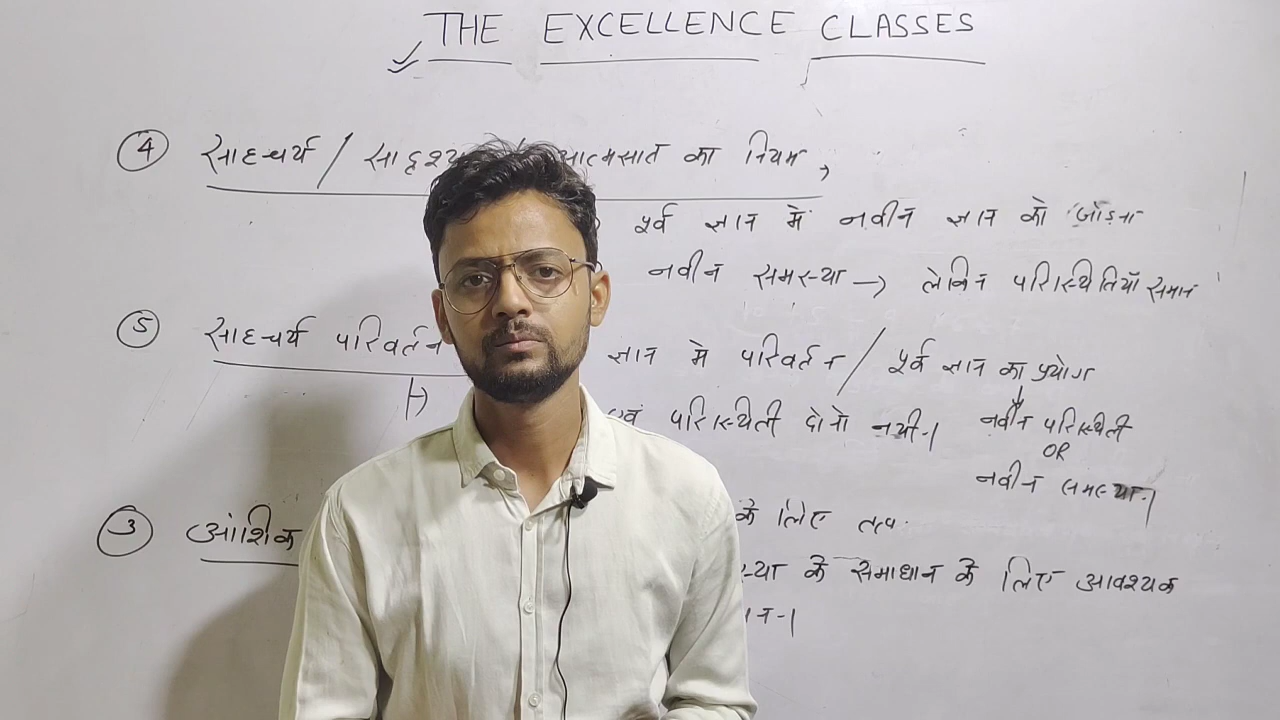 THE EXCELLENCE CLASSES
4 साहचर्य / सादृश्य / आत्मसात का नियम,
पूर्व ज्ञान में नवीन ज्ञान को जोड़ना
नवीन समस्या → लेकिन परिस्थितियाँ समान
5 साहचर्य परिवर्तन ज्ञान मे परिवर्तन / पूर्व ज्ञान का प्रयोग
एवं परिस्थिती दोनो नयी।
नवीन परिस्थिती
OR
नवीन समस्या।
3 आंशिक के लिए तत्व
के समाधान के लिए आवश्यक